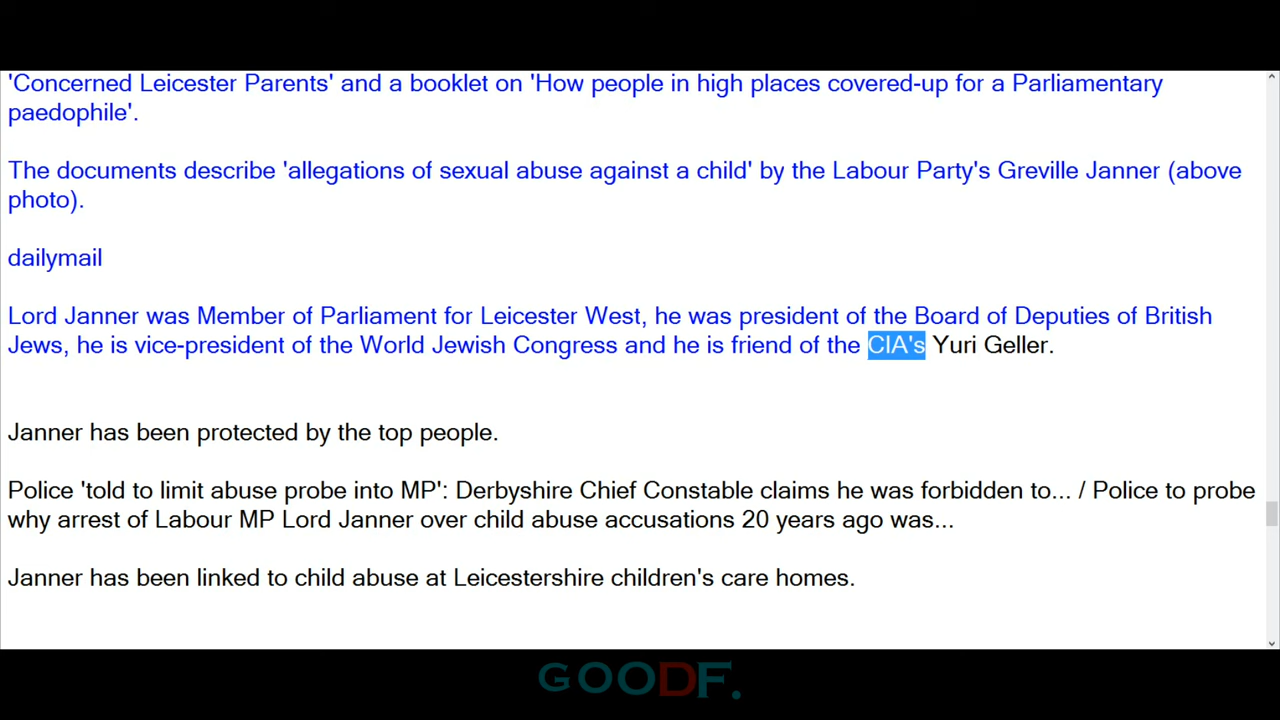 'Concerned Leicester Parents' and a booklet on 'How people in high places covered-up for a Parliamentary
paedophile'.
The documents describe 'allegations of sexual abuse against a child' by the Labour Party's Greville Janner (above
photo).
dailymail
Lord Janner was Member of Parliament for Leicester West, he was president of the Board of Deputies of British
Jews, he is vice-president of the World Jewish Congress and he is friend of the CIA's Yuri Geller.
Janner has been protected by the top people.
Police 'told to limit abuse probe into MP': Derbyshire Chief Constable claims he was forbidden to... / Police to probe
why arrest of Labour MP Lord Janner over child abuse accusations 20 years ago was...
Janner has been linked to child abuse at Leicestershire children's care homes.
GOODF.